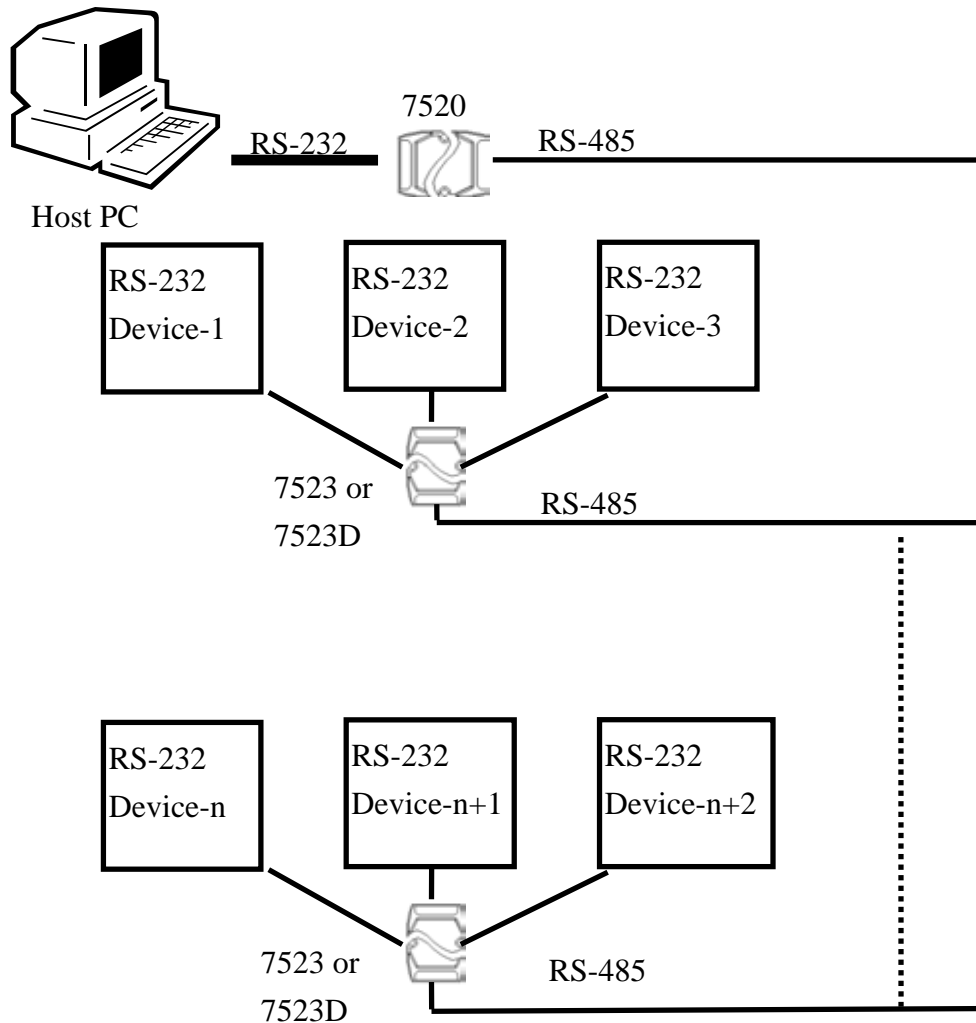 7520
RS-232
RS-485
Host PC
RS-232
Device-1
RS-232
Device-2
RS-232
Device-3
7523 or
7523D
RS-485
RS-232
Device-n
RS-232
Device-n+1
RS-232
Device-n+2
7523 or
7523D
RS-485